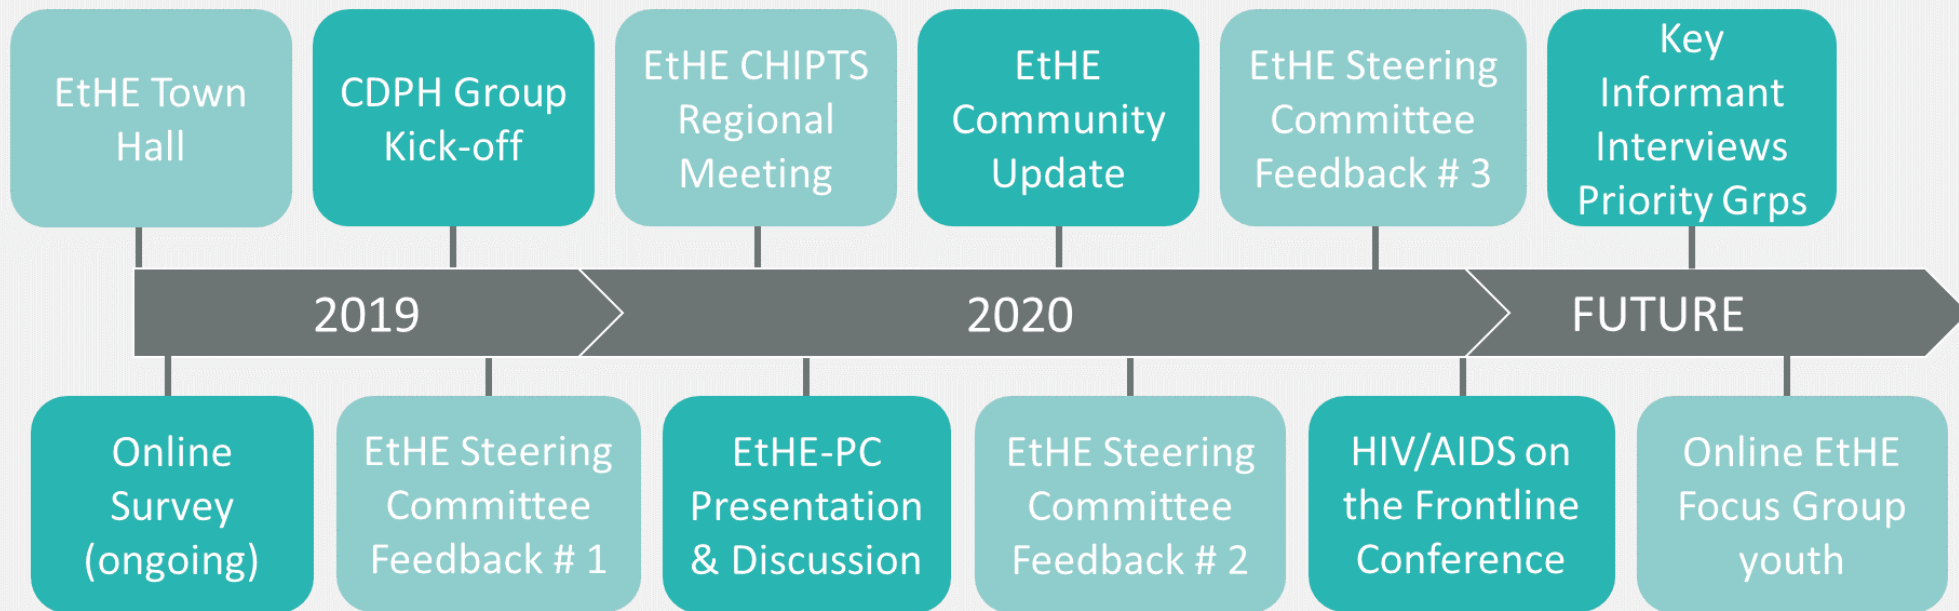 EtHE Town
Hall
CDPH Group
Kick-off
EtHE CHIPTS
Regional
Meeting
EtHE
Community
Update
EtHE Steering
Committee
Feedback # 3
Key
Informant
Interviews
Priority Grps
2019
2020
FUTURE
Online
Survey
(ongoing)
EtHE Steering
Committee
Feedback # 1
EtHE-PC
Presentation
& Discussion
EtHE Steering
Committee
Feedback # 2
HIV/AIDS on
the Frontline
Conference
Online EtHE
Focus Group
youth